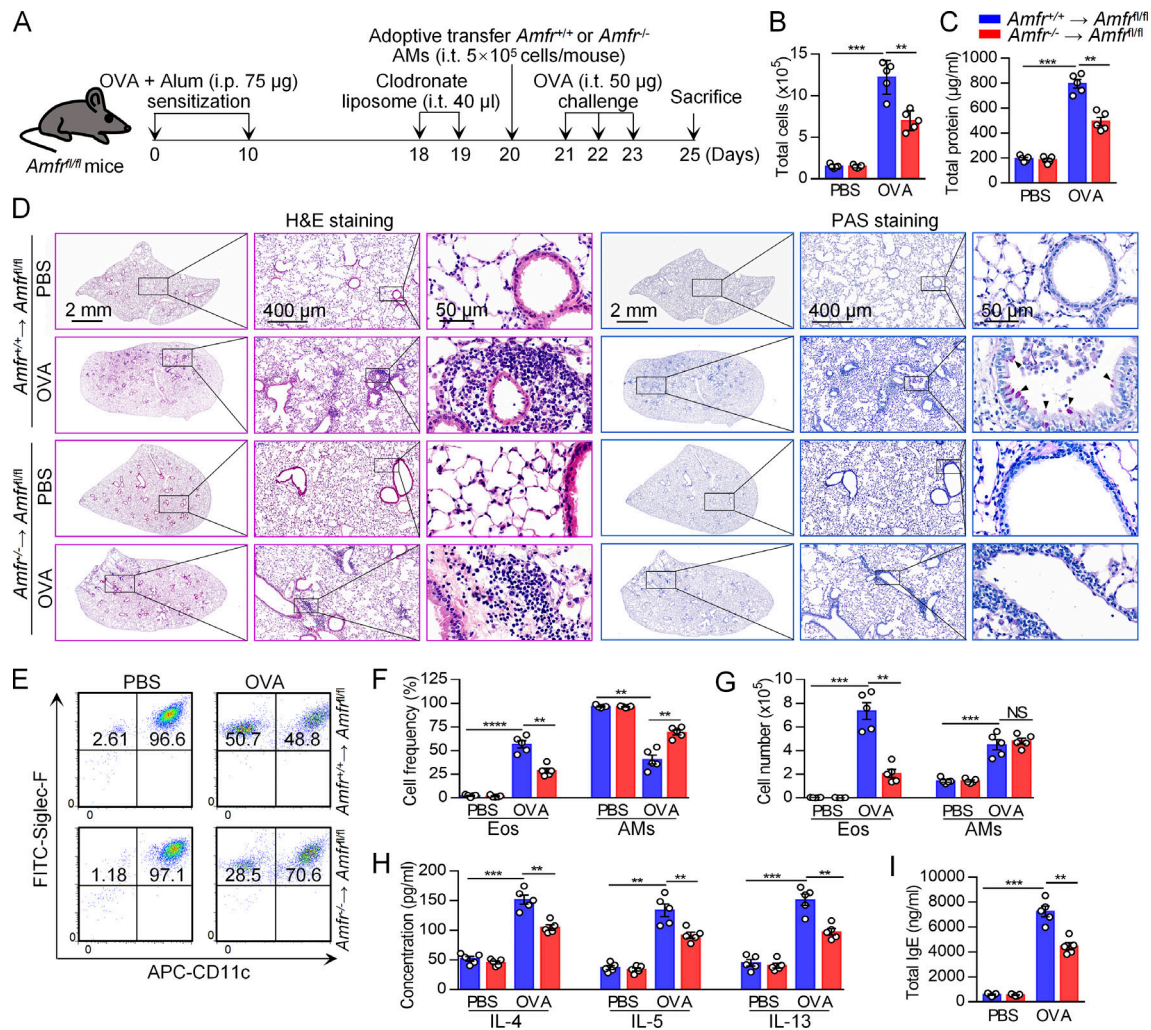 A
Adoptive transfer Amfr+/+ or Amfr-/-
AMs (i.t. 5×10⁵ cells/mouse)
OVA + Alum (i.p. 75 µg)
sensitization
Clodronate
liposome (i.t. 40 µl)
OVA (i.t. 50 µg)
challenge
Sacrifice
Amfrfl/fl mice
0 10 18 19 20 21 22 23 25 (Days)
B
Total cells (x10⁵)
15
10
5
0
*** **
PBS OVA
C
Amfr+/+ → Amfrfl/fl
Amfr-/- → Amfrfl/fl
Total protein (µg/ml)
1000
800
600
400
200
0
*** **
PBS OVA
D
H&E staining PAS staining
Amfr+/+ → Amfrfl/fl
PBS
2 mm 400 µm 50 µm 2 mm 400 µm 50 µm
OVA
Amfr-/- → Amfrfl/fl
PBS
OVA
E
PBS OVA
2.61 96.6 50.7 48.8
0 0
Amfr+/+ → Amfrfl/fl
1.18 97.1 28.5 70.6
0 0
0 0
Amfr-/- → Amfrfl/fl
FITC-Siglec-F
APC-CD11c
F
Cell frequency (%)
125
100
75
50
25
0
**** ** ** **
PBS OVA PBS OVA
Eos AMs
G
Cell number (x10⁵)
10
8
6
4
2
0
*** ** *** NS
PBS OVA PBS OVA
Eos AMs
H
Concentration (pg/ml)
200
150
100
50
0
*** ** ** ** *** **
PBS OVA PBS OVA PBS OVA
IL-4 IL-5 IL-13
I
Total IgE (ng/ml)
10000
8000
6000
4000
2000
0
*** **
PBS OVA